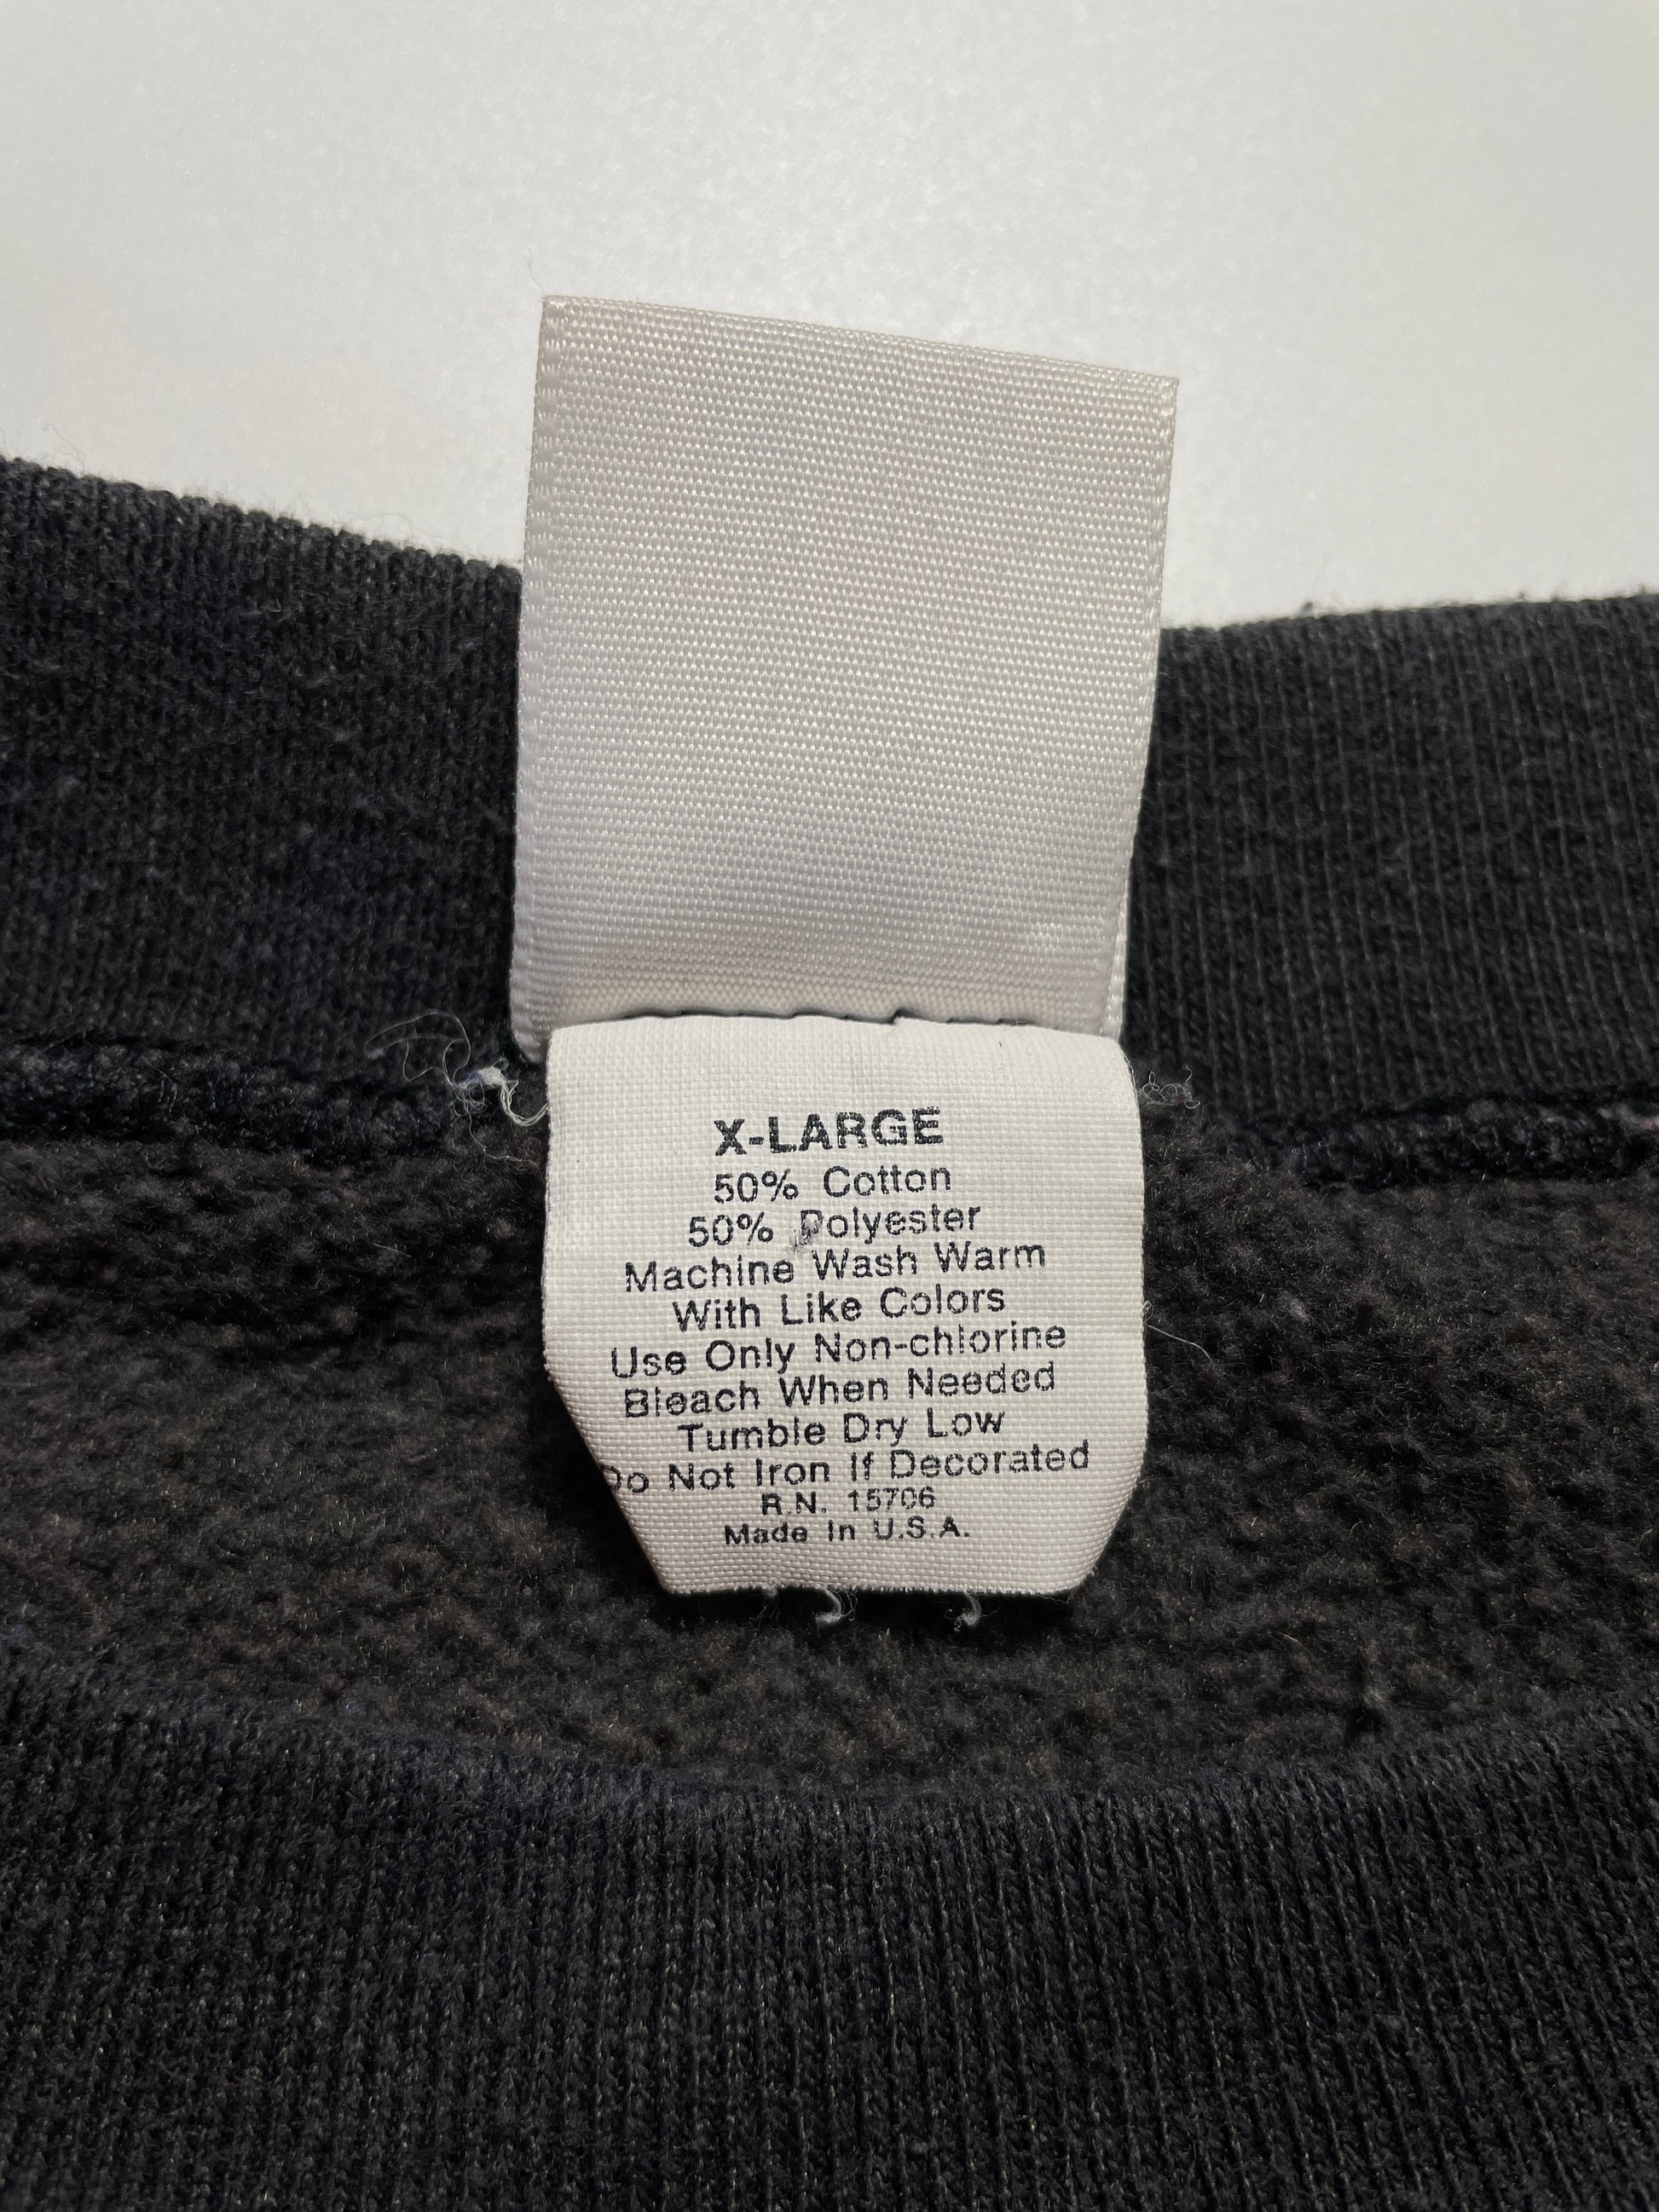 X-LARGE
50% Cotton
50% Polyester
Machine Wash Warm
With Like Colors
Use Only Non-chlorine
Bleach When Needed
Tumble Dry Low
Do Not Iron If Decorated
R.N. 15706
Made In U.S.A.